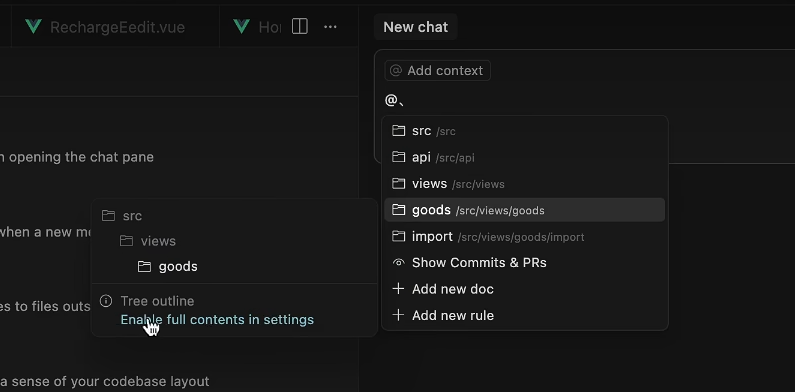 RechargeEedit.vue
Ho
n opening the chat pane
when a new m
es to files outs
a sense of your codebase layout
src
views
goods
Tree outline
Enable full contents in settings
New chat
@ Add context
@、
src /src
api /src/api
views /src/views
goods /src/views/goods
import /src/views/goods/import
Show Commits & PRs
Add new doc
Add new rule